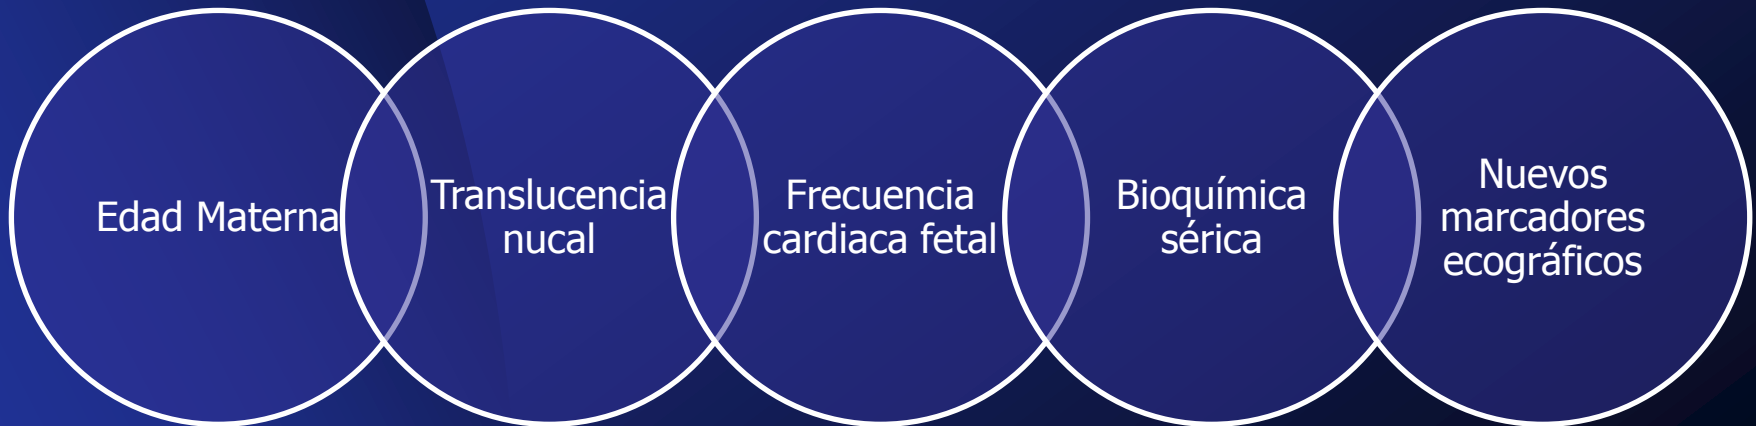 Edad Materna
Translucencia
nucal
Frecuencia
cardiaca fetal
Bioquímica
sérica
Nuevos
marcadores
ecográficos